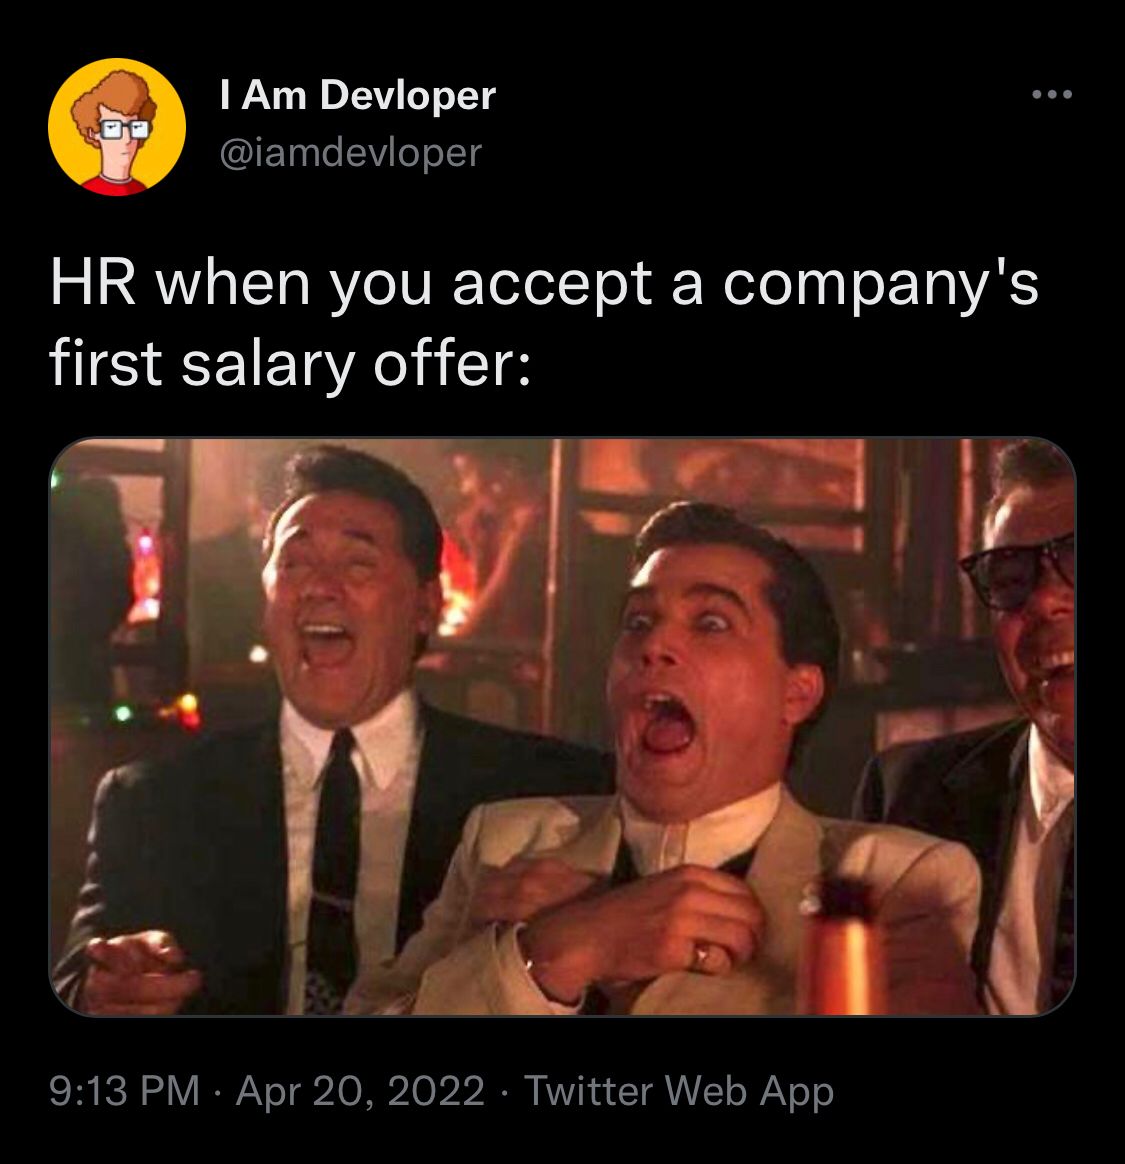 I Am Devloper
@iamdevloper
HR when you accept a company's
first salary offer:
9:13 PM · Apr 20, 2022 · Twitter Web App